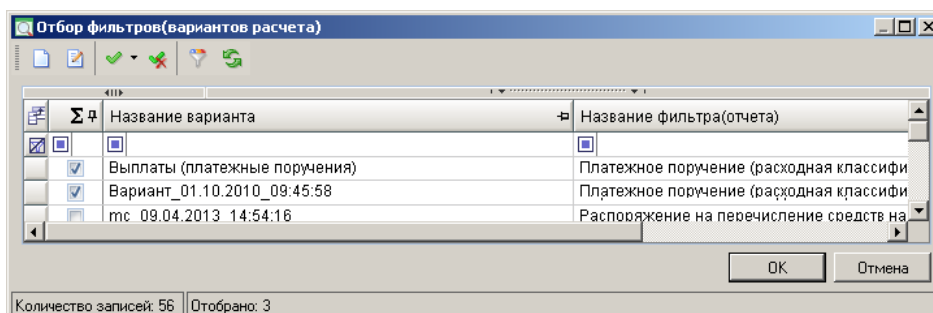 Отбор фильтров(вариантов расчета)
Σ Название варианта Название фильтра(отчета)
Выплаты (платежные поручения) Платежное поручение (расходная классифи
Вариант_01.10.2010_09:45:58 Платежное поручение (расходная классифи
mc_09.04.2013_14:54:16 Распоряжение на перечисление средств на
OK Отмена
Количество записей: 56 Отобрано: 3